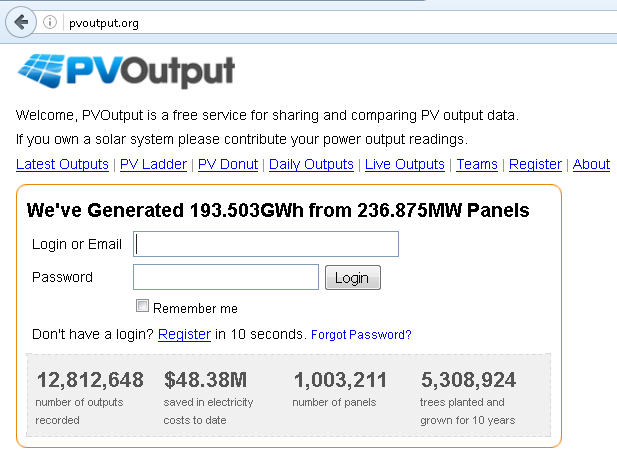 pvoutput.org
PVOutput
Welcome, PVOutput is a free service for sharing and comparing PV output data.
If you own a solar system please contribute your power output readings.
Latest Outputs | PV Ladder | PV Donut | Daily Outputs | Live Outputs | Teams | Register | About
We've Generated 193.503GWh from 236.875MW Panels
Login or Email
Password Login
Remember me
Don't have a login? Register in 10 seconds. Forgot Password?
12,812,648 $48.38M 1,003,211 5,308,924
number of outputs saved in electricity number of panels trees planted and
recorded costs to date grown for 10 years